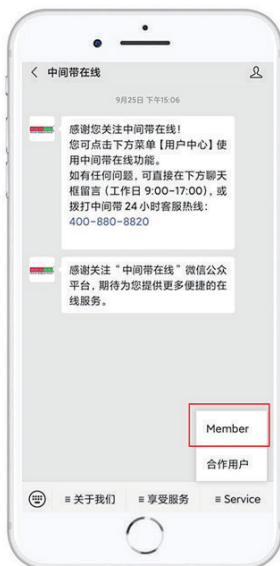 中间带在线
9月25日 下午15:06
感谢您关注中间带在线!
您可点击下方菜单【用户中心】使
用中间带在线功能。
如有任何问题，可直接在下方聊天
框留言（工作日 9:00-17:00），或
拨打中间带 24 小时客服热线：
400-880-8820
感谢关注“中间带在线”微信公众
平台，期待为您提供更多便捷的在
线服务。
Member
合作用户
≡ 关于我们 ≡ 享受服务 ≡ Service